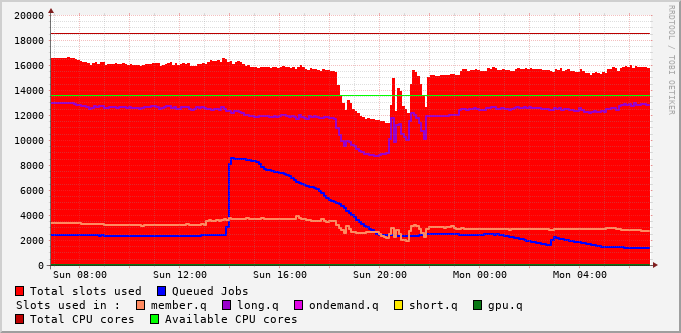 20000
18000
16000
14000
12000
10000
8000
6000
4000
2000
0
Sun 08:00 Sun 12:00 Sun 16:00 Sun 20:00 Mon 00:00 Mon 04:00
RRDTOOL / TOBI OETIKER
Total slots used Queued Jobs
Slots used in : member.q long.q ondemand.q short.q gpu.q
Total CPU cores Available CPU cores